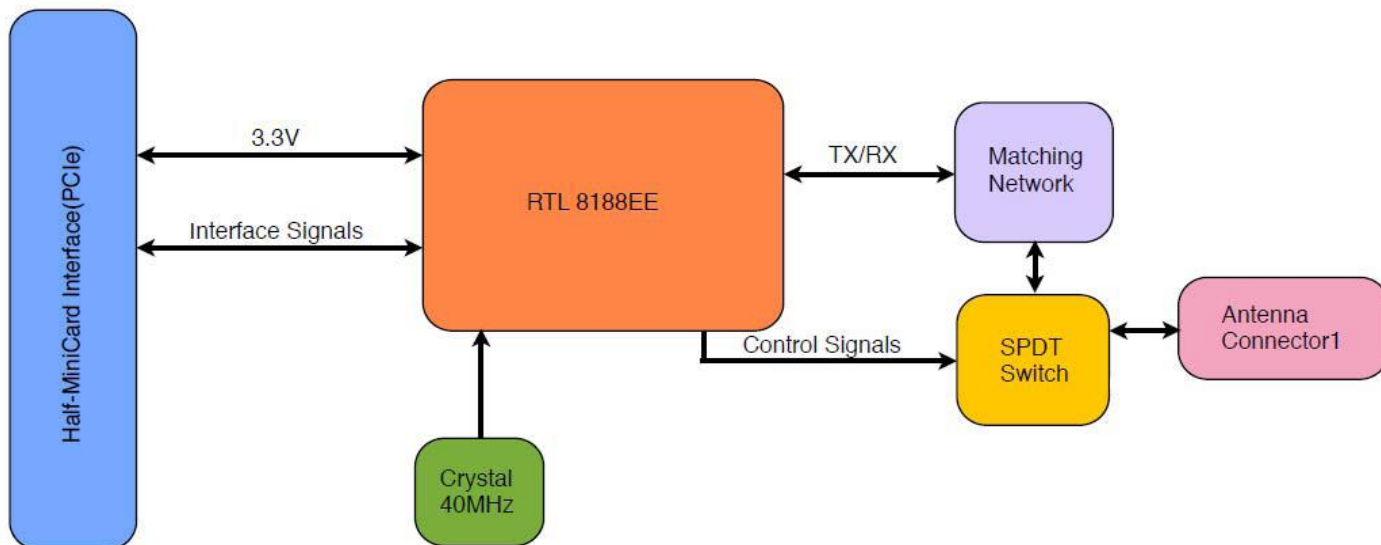 Half-MiniCard Interface(PCIe)
3.3V
Interface Signals
RTL 8188EE
TX/RX
Matching
Network
Control Signals
SPDT
Switch
Antenna
Connector1
Crystal
40MHz